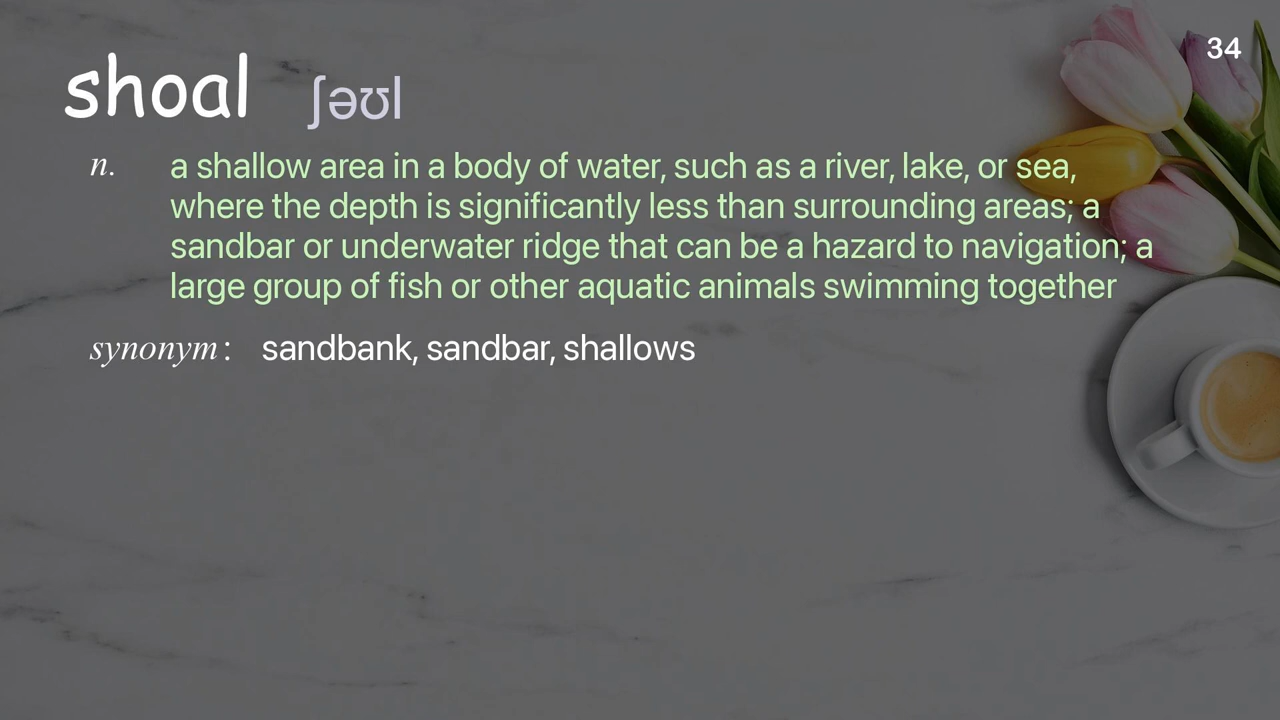 34
shoal ʃəʊl
n. a shallow area in a body of water, such as a river, lake, or sea,
where the depth is significantly less than surrounding areas; a
sandbar or underwater ridge that can be a hazard to navigation; a
large group of fish or other aquatic animals swimming together
synonym: sandbank, sandbar, shallows